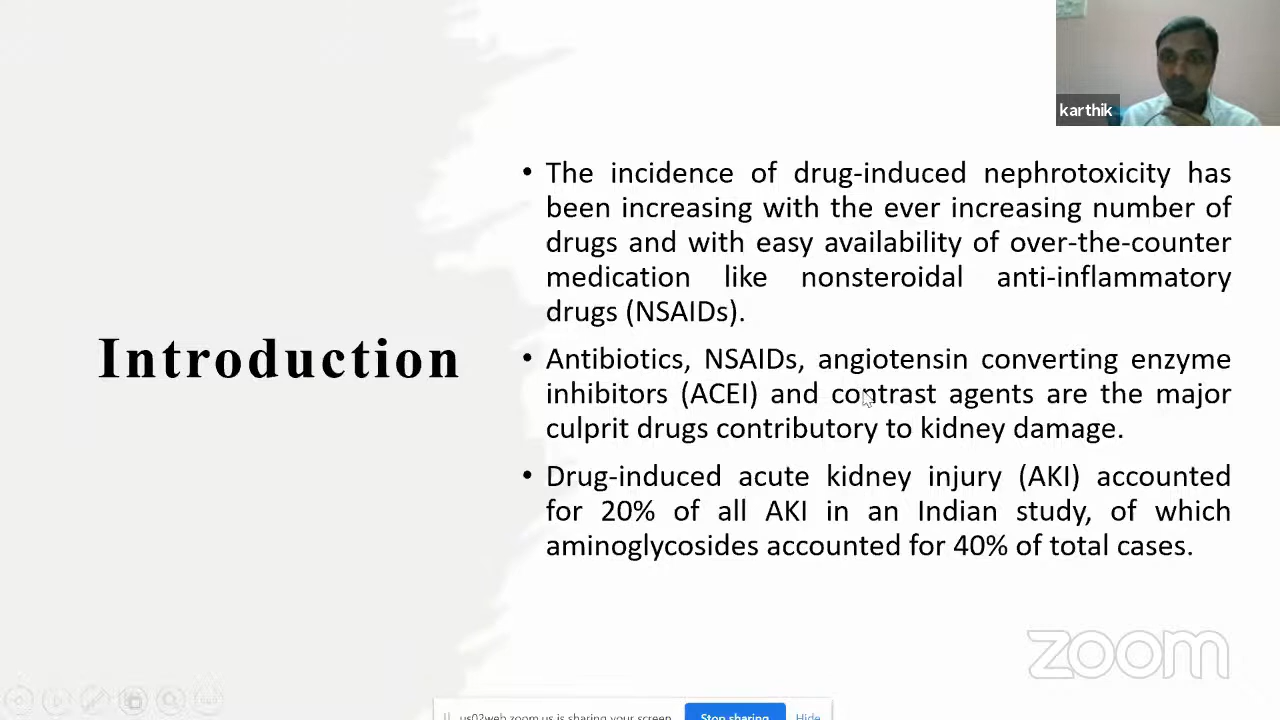 karthik
Introduction
• The incidence of drug-induced nephrotoxicity has
been increasing with the ever increasing number of
drugs and with easy availability of over-the-counter
medication like nonsteroidal anti-inflammatory
drugs (NSAIDs).
• Antibiotics, NSAIDs, angiotensin converting enzyme
inhibitors (ACEI) and contrast agents are the major
culprit drugs contributory to kidney damage.
• Drug-induced acute kidney injury (AKI) accounted
for 20% of all AKI in an Indian study, of which
aminoglycosides accounted for 40% of total cases.
zoom
us02web.zoom.us is sharing your screen. Stop sharing Hide